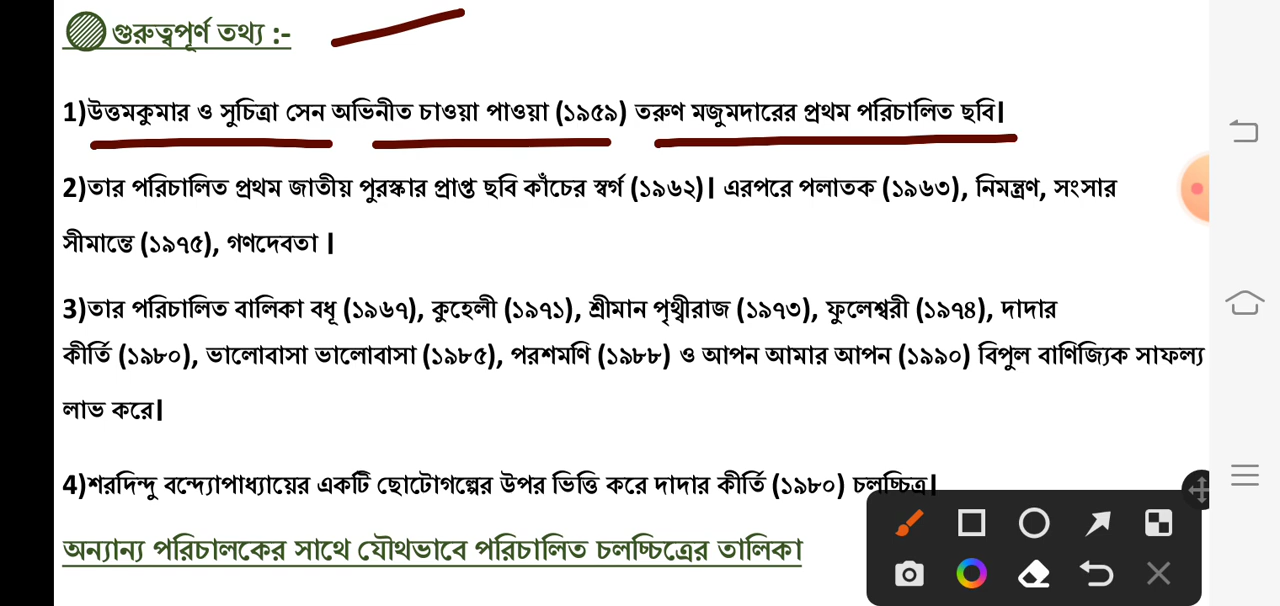 গুরুত্বপূর্ণ তথ্য :-
1)উত্তমকুমার ও সুচিত্রা সেন অভিনীত চাওয়া পাওয়া (১৯৫৯) তরুণ মজুমদারের প্রথম পরিচালিত ছবি।
2)তার পরিচালিত প্রথম জাতীয় পুরস্কার প্রাপ্ত ছবি কাঁচের স্বর্গ (১৯৬২)। এরপরে পলাতক (১৯৬৩), নিমন্ত্রণ, সংসার
সীমান্তে (১৯৭৫), গণদেবতা ।
3)তার পরিচালিত বালিকা বধূ (১৯৬৭), কুহেলী (১৯৭১), শ্রীমান পৃথ্বীরাজ (১৯৭৩), ফুলেশ্বরী (১৯৭৪), দাদার
কীর্তি (১৯৮০), ভালোবাসা ভালোবাসা (১৯৮৫), পরশমণি (১৯৮৮) ও আপন আমার আপন (১৯৯০) বিপুল বাণিজ্যিক সাফল্য
লাভ করে।
4)শরদিন্দু বন্দ্যোপাধ্যায়ের একটি ছোটোগল্পের উপর ভিত্তি করে দাদার কীর্তি (১৯৮০) চলচ্চিত্র।
অন্যান্য পরিচালকের সাথে যৌথভাবে পরিচালিত চলচ্চিত্রের তালিকা